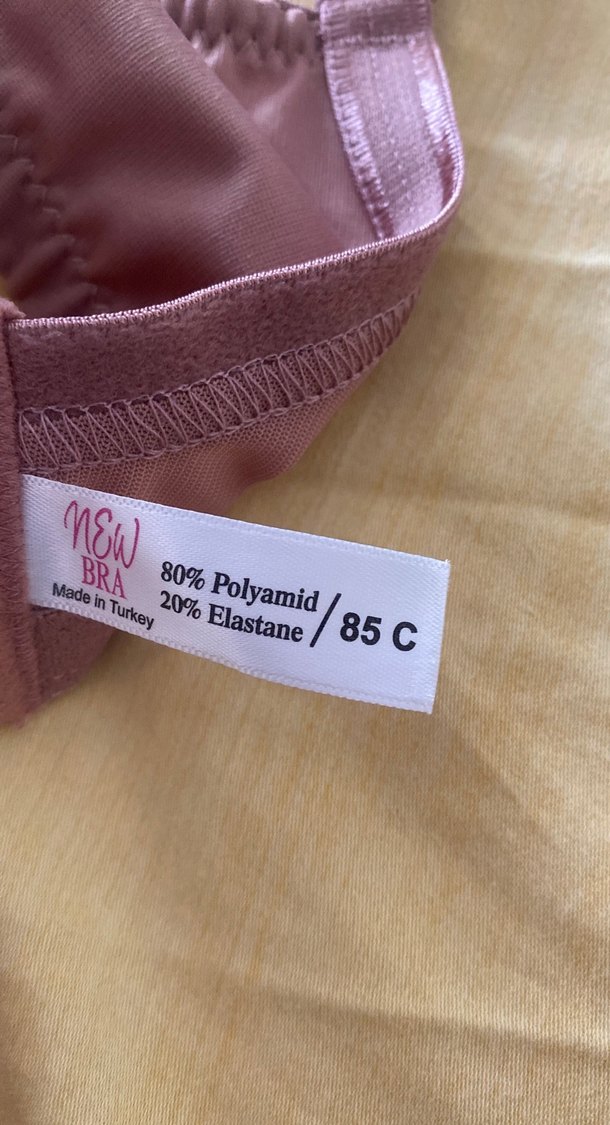 NEW
BRA
Made in Turkey
80% Polyamid
20% Elastane
/ 85 C